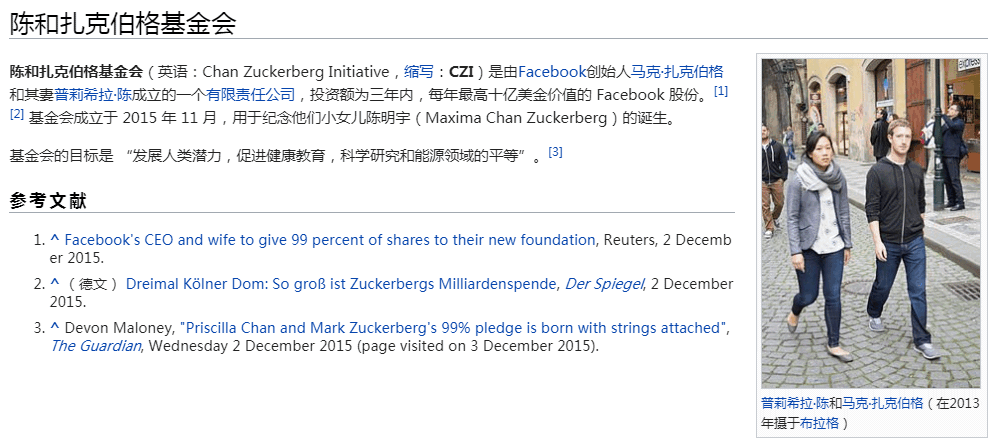 陈和扎克伯格基金会
陈和扎克伯格基金会（英语：Chan Zuckerberg Initiative，缩写：CZI）是由Facebook创始人马克·扎克伯格
和其妻普莉希拉·陈成立的一个有限责任公司，投资额为三年内，每年最高十亿美金价值的 Facebook 股份。[1]
[2] 基金会成立于 2015 年 11 月，用于纪念他们小女儿陈明宇（Maxima Chan Zuckerberg）的诞生。
基金会的目标是 “发展人类潜力，促进健康教育，科学研究和能源领域的平等”。[3]
参考文献
1. ^ Facebook's CEO and wife to give 99 percent of shares to their new foundation, Reuters, 2 Decemb
er 2015.
2. ^ （德文） Dreimal Kölner Dom: So groß ist Zuckerbergs Milliardenspende, Der Spiegel, 2 December
2015.
3. ^ Devon Maloney, "Priscilla Chan and Mark Zuckerberg's 99% pledge is born with strings attached",
The Guardian, Wednesday 2 December 2015 (page visited on 3 December 2015).
express
普莉希拉·陈和马克·扎克伯格（在2013
年摄于布拉格）